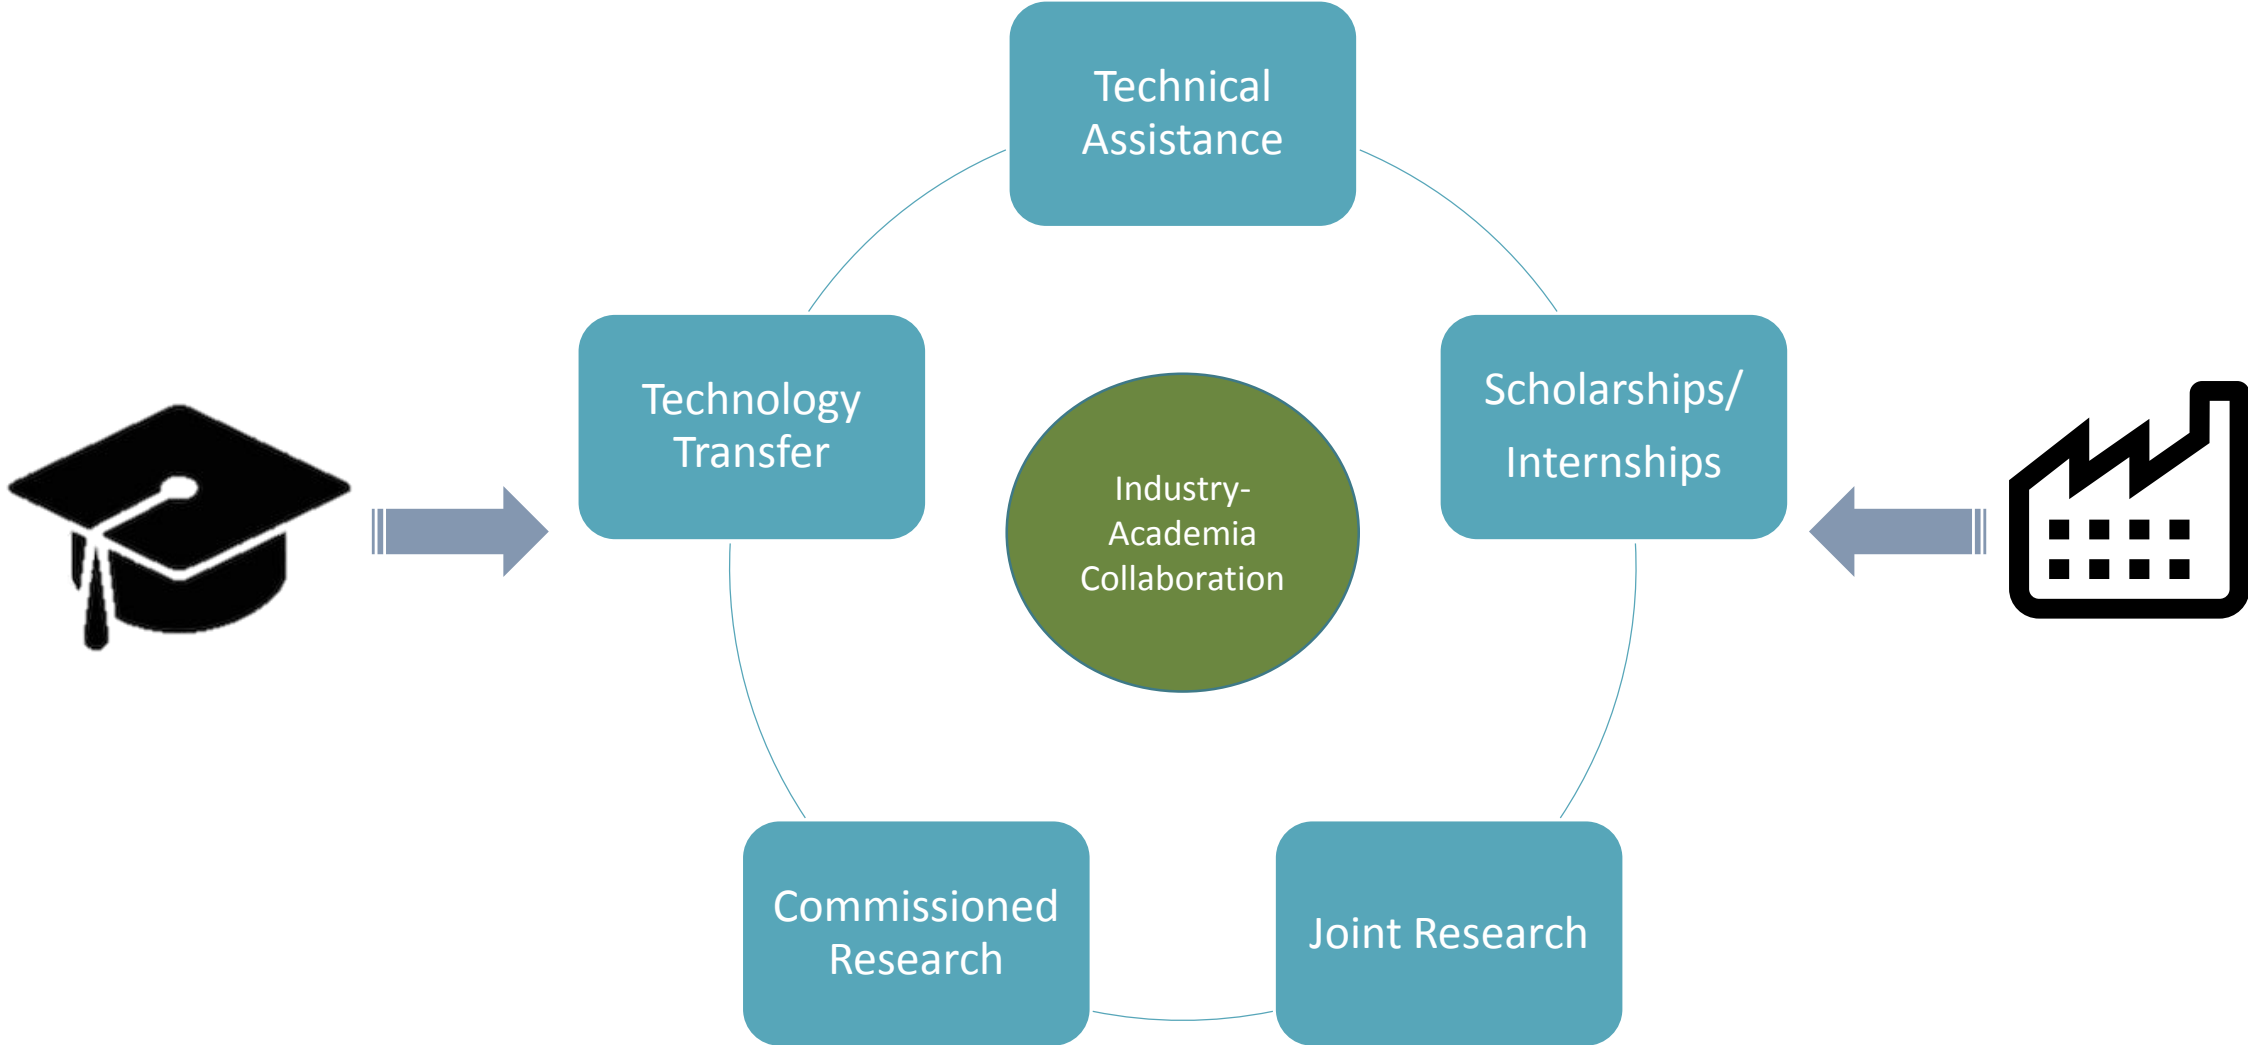 Technical
Assistance
Technology
Transfer
Scholarships/
Internships
Industry-
Academia
Collaboration
Commissioned
Research
Joint Research